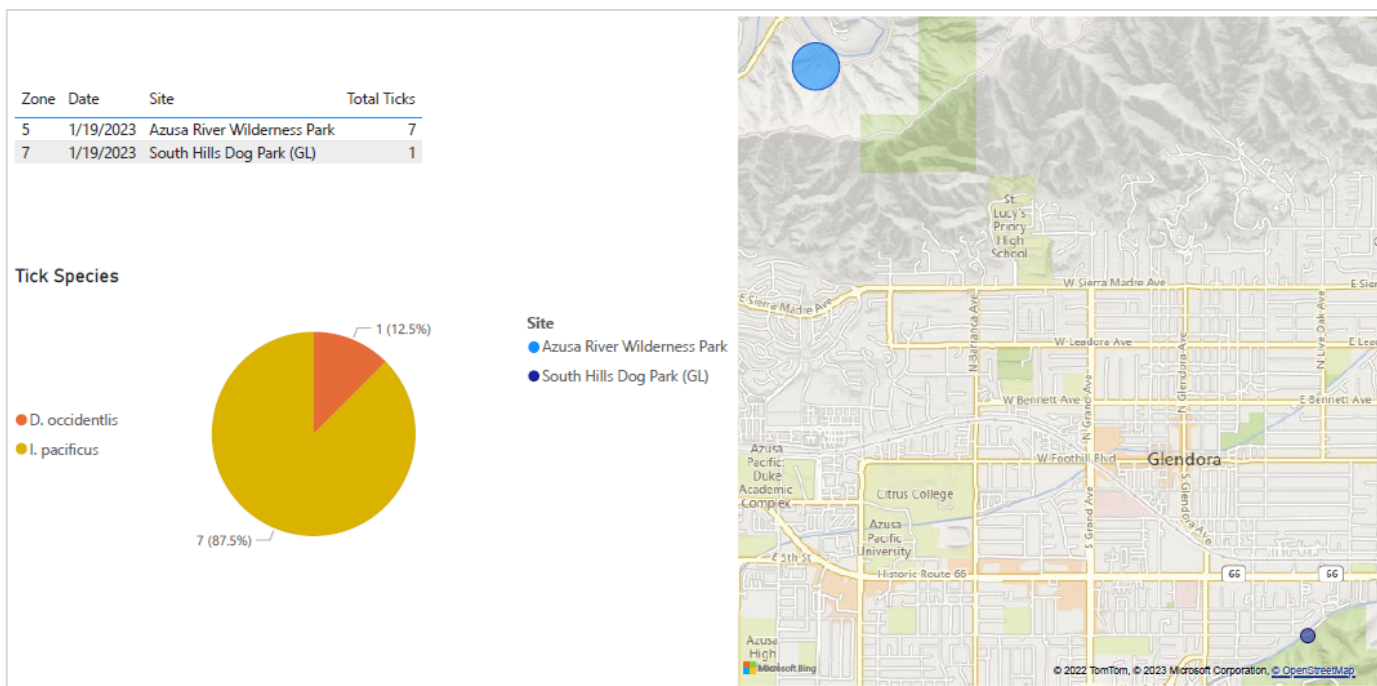 Zone Date Site Total Ticks
5 1/19/2023 Azusa River Wilderness Park 7
7 1/19/2023 South Hills Dog Park (GL) 1
Tick Species
1 (12.5%)
D. occidentlis
I. pacificus
7 (87.5%)
Site
Azusa River Wilderness Park
South Hills Dog Park (GL)
St.
Lucy's
Priory
High
School
W Sierra Madre Ave
E Sierra Madre Ave
N Barranca Ave
N Glendora Ave
N Live Oak Ave
W Leadora Ave
W Bennett Ave
E Bennett Ave
N Grand Ave
Azusa
Pacific:
Duke
Academic
Complex
W Foothill Blvd
Glendora
S Glendora Ave
Citrus College
S Grand Ave
Azusa
Pacific
University
E 5th St
Historic Route 66
66
66
Azusa
High
Microsoft Bing
© 2022 TomTom, © 2023 Microsoft Corporation, © OpenStreetMap